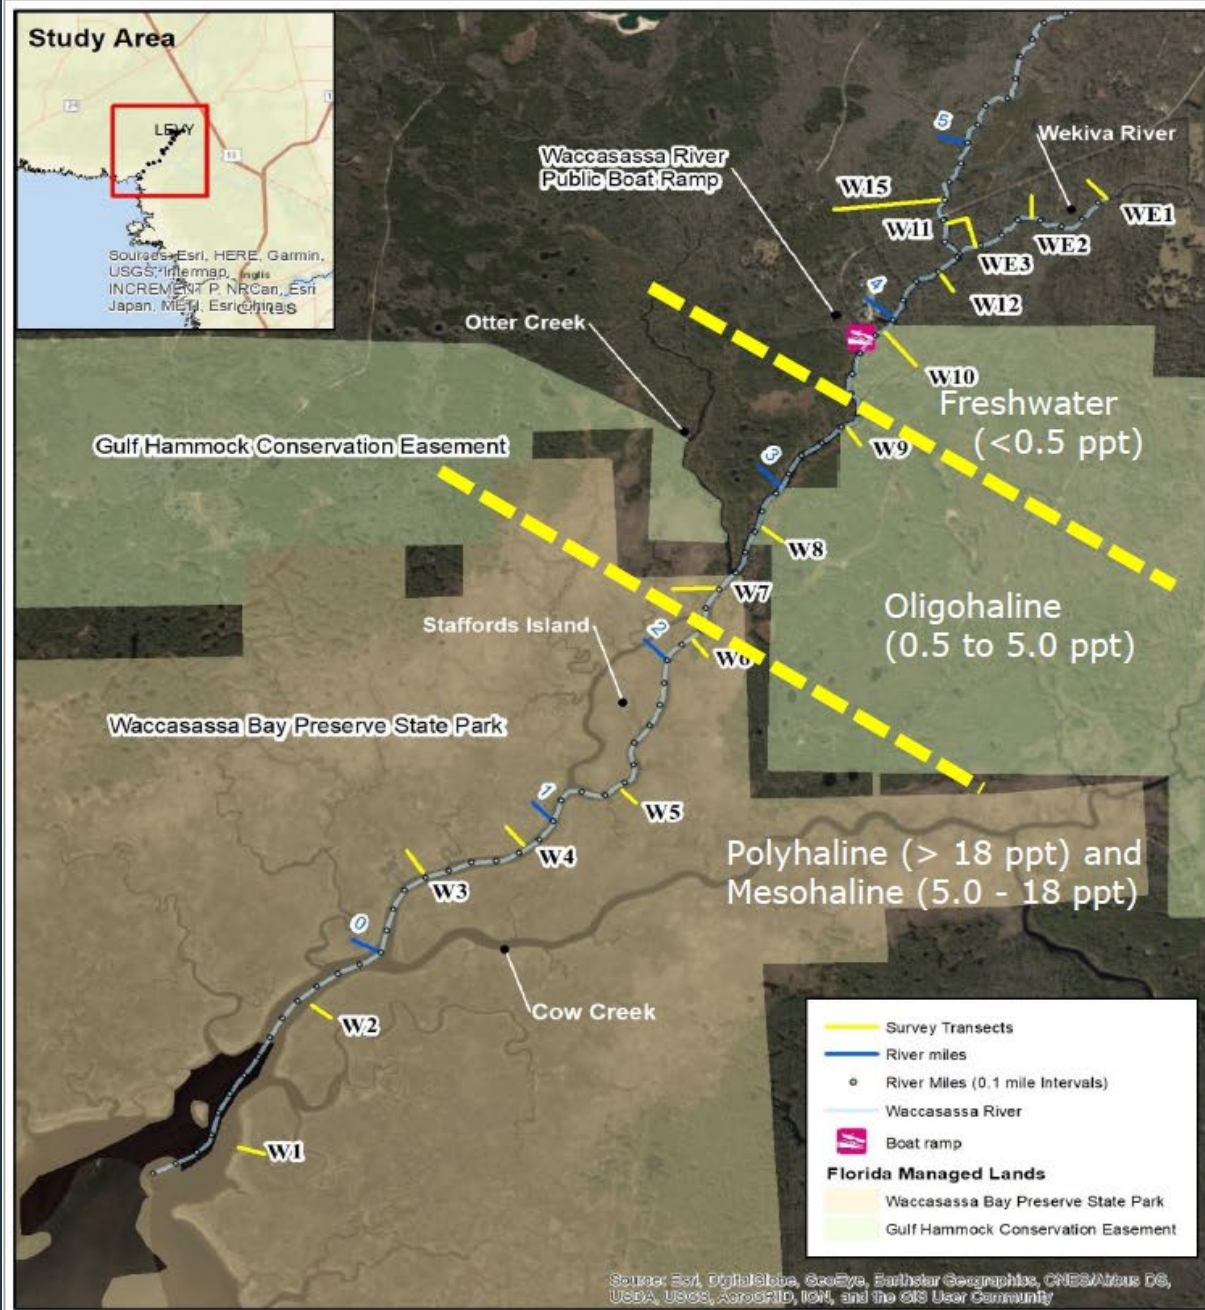 Study Area
24
LEVY
19
Inglis
Sources: Esri, HERE, Garmin,
USGS, Intermap,
INCREMENT P, NRCan, Esri
Japan, METI, Esri China
5
Wekiva River
Waccasassa River
Public Boat Ramp
W15
WE1
W11
WE2
WE3
4
W12
Otter Creek
W10
Freshwater
(<0.5 ppt)
Gulf Hammock Conservation Easement
W9
3
W8
W7
Oligohaline
(0.5 to 5.0 ppt)
Staffords Island
2
W6
Waccasassa Bay Preserve State Park
1
W5
W4
Polyhaline (> 18 ppt) and
Mesohaline (5.0 - 18 ppt)
W3
0
Cow Creek
W2
W1
Survey Transects
River miles
River Miles (0.1 mile Intervals)
Waccasassa River
Boat ramp
Florida Managed Lands
Waccasassa Bay Preserve State Park
Gulf Hammock Conservation Easement
Source: Esri, DigitalGlobe, GeoEye, Earthstar Geographics, CNES/Airbus DS,
USDA, USGS, AeroGRID, IGN, and the GIS User Community